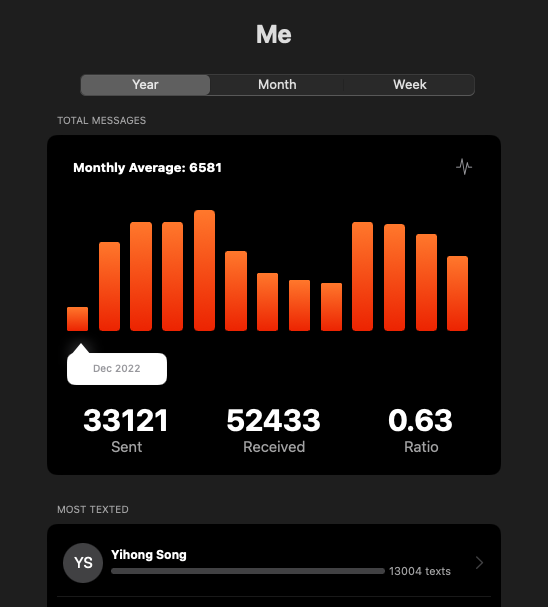 Me
Year Month Week
TOTAL MESSAGES
Monthly Average: 6581
Dec 2022
33121 52433 0.63
Sent Received Ratio
MOST TEXTED
YS Yihong Song
13004 texts